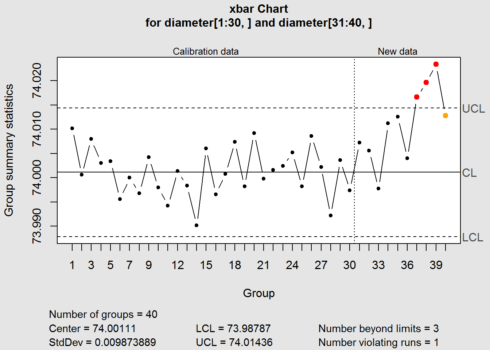 xbar Chart
for diameter[1:30, ] and diameter[31:40, ]
Calibration data
New data
Group summary statistics
74.020
74.010
74.000
73.990
UCL
CL
LCL
1 3 5 7 9 12 15 18 21 24 27 30 33 36 39
Group
Number of groups = 40
Center = 74.00111 LCL = 73.98787 Number beyond limits = 3
StdDev = 0.009873889 UCL = 74.01436 Number violating runs = 1